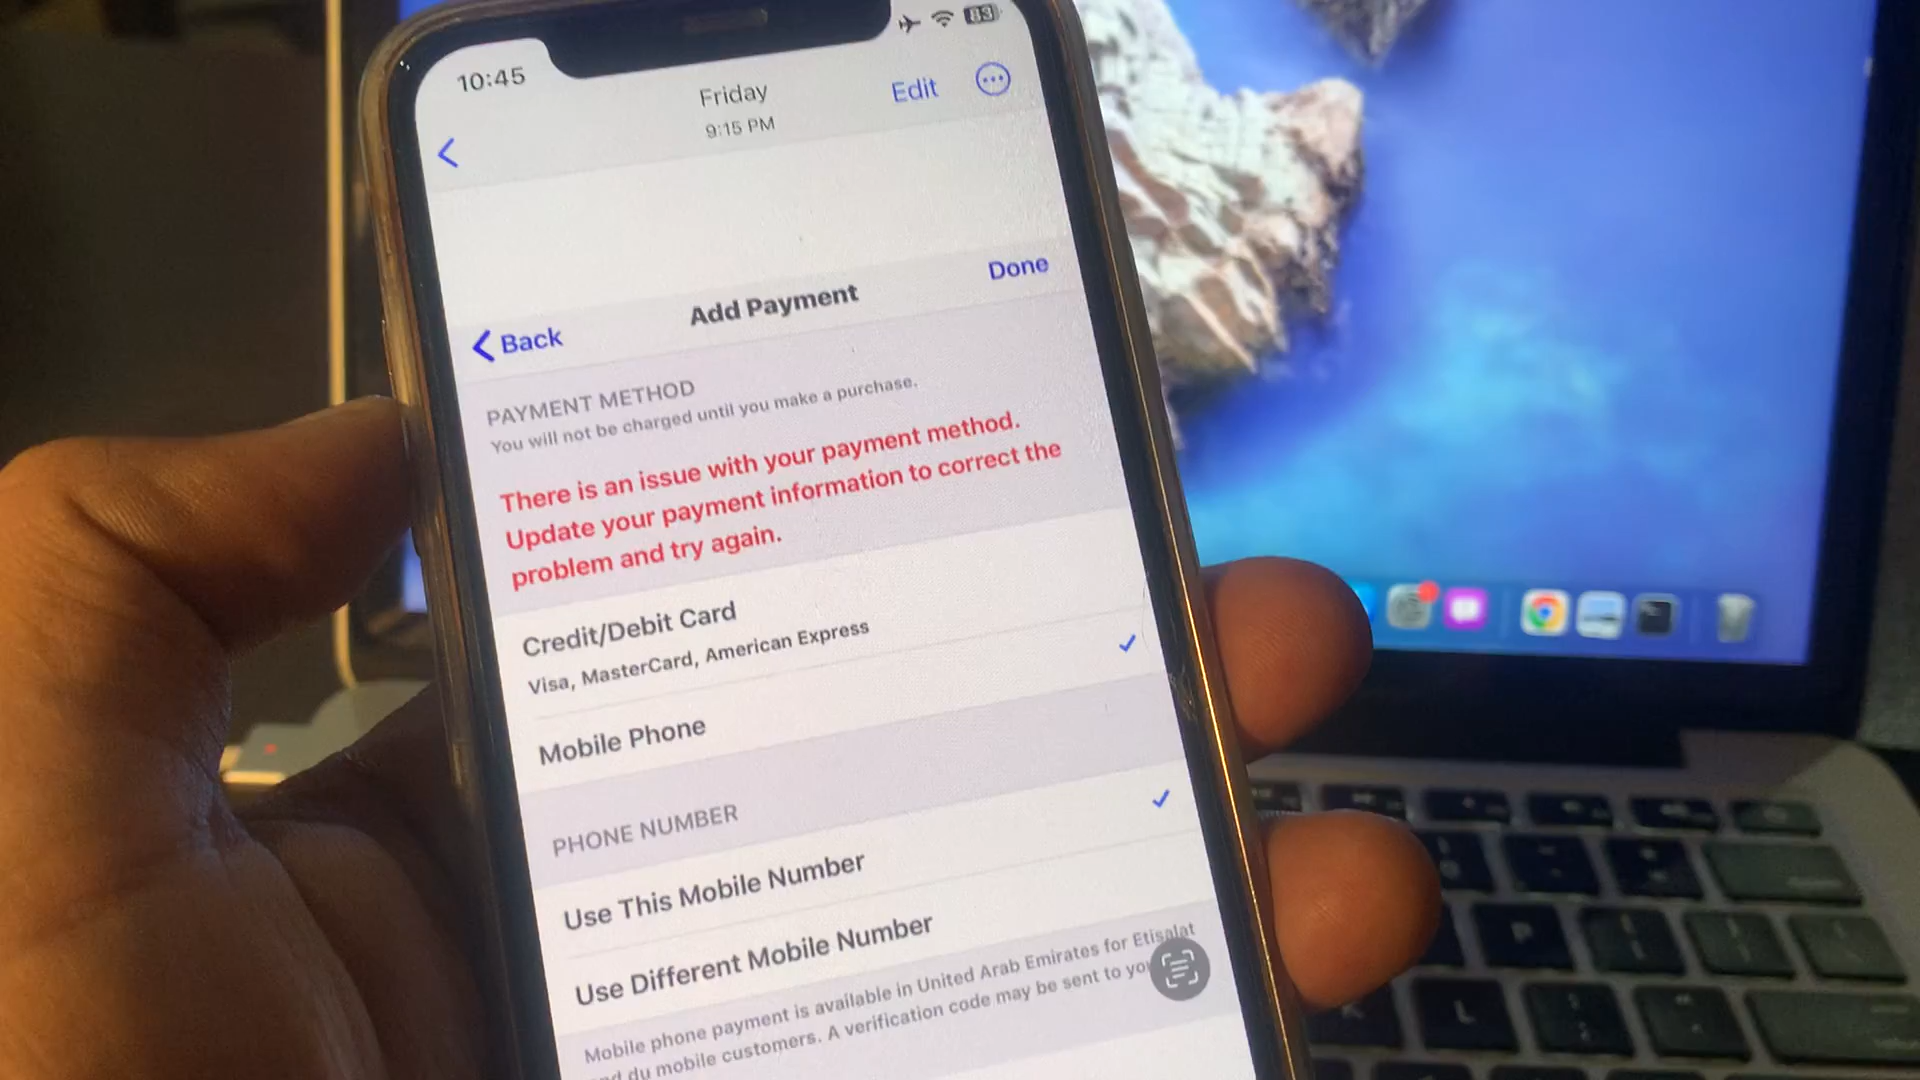 10:45
83
Friday
9:15 PM
Edit
Add Payment
Done
Back
PAYMENT METHOD
You will not be charged until you make a purchase.
There is an issue with your payment method.
Update your payment information to correct the
problem and try again.
Credit/Debit Card
Visa, MasterCard, American Express
Mobile Phone
PHONE NUMBER
Use This Mobile Number
Use Different Mobile Number
Mobile phone payment is available in United Arab Emirates for Etisalat
du mobile customers. A verification code may be sent to
P
L